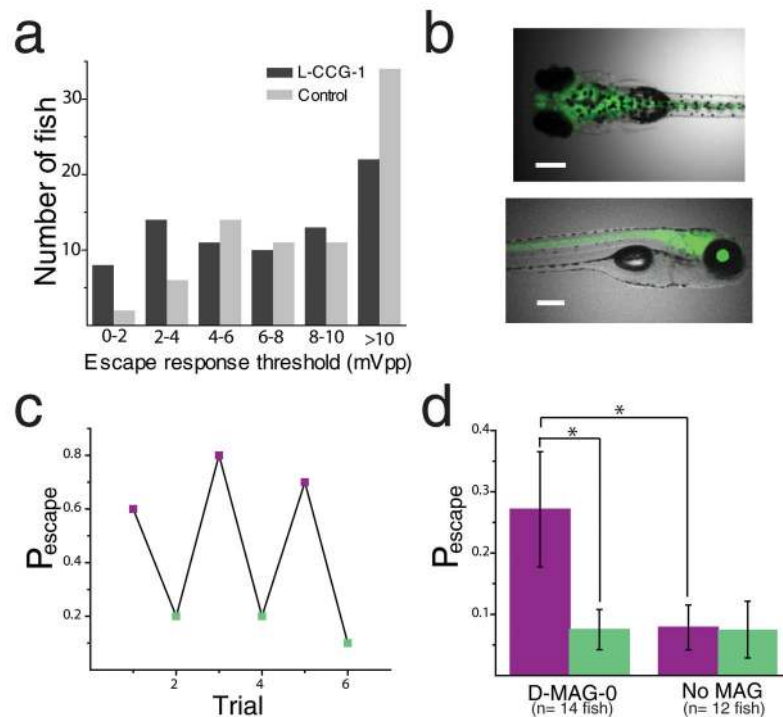 a
L-CCG-1
Control
Number of fish
30
20
10
0-2 2-4 4-6 6-8 8-10 >10
Escape response threshold (mVpp)
b
c
Pescape
0.8
0.6
0.4
0.2
2 4 6
Trial
d
Pescape
0.4
0.3
0.2
0.1
* *
D-MAG-0 No MAG
(n= 14 fish) (n= 12 fish)